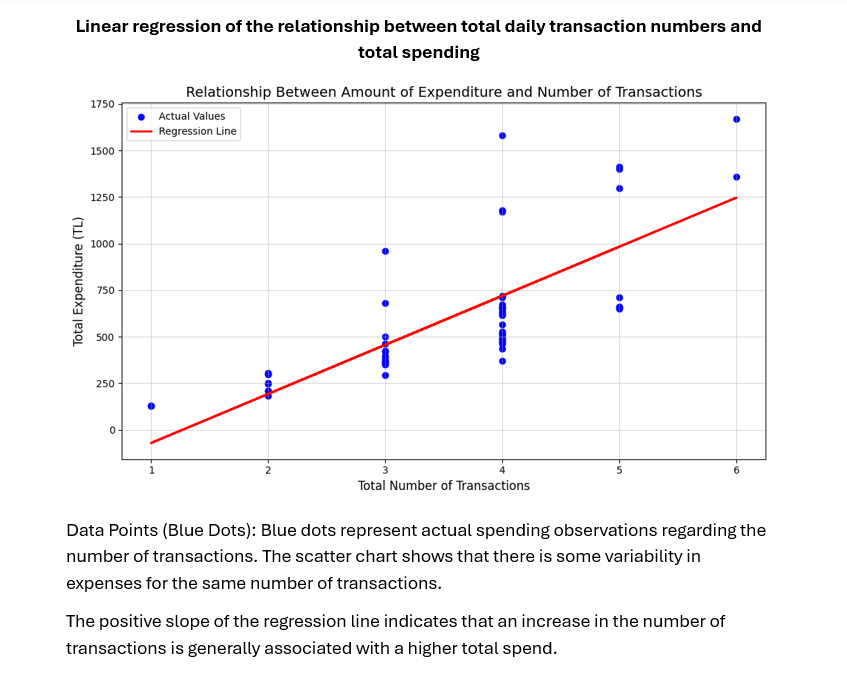 Linear regression of the relationship between total daily transaction numbers and
total spending
Relationship Between Amount of Expenditure and Number of Transactions
Actual Values
Regression Line
Total Expenditure (TL)
1750
1500
1250
1000
750
500
250
0
1 2 3 4 5 6
Total Number of Transactions
Data Points (Blue Dots): Blue dots represent actual spending observations regarding the
number of transactions. The scatter chart shows that there is some variability in
expenses for the same number of transactions.
The positive slope of the regression line indicates that an increase in the number of
transactions is generally associated with a higher total spend.